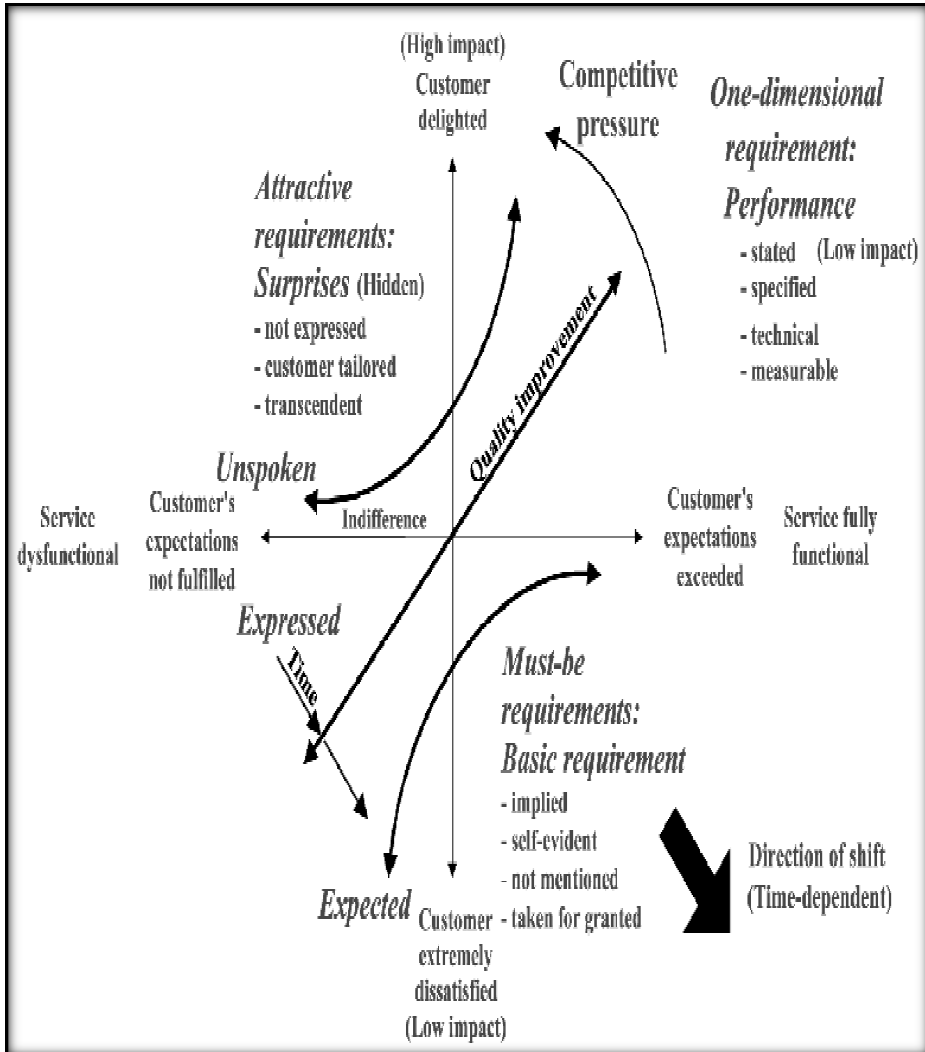 (High impact)
Customer
delighted
Competitive
pressure
One-dimensional
requirement:
Performance
- stated (Low impact)
- specified
- technical
- measurable
Attractive
requirements:
Surprises (Hidden)
- not expressed
- customer tailored
- transcendent
Quality improvement
Unspoken
Service
dysfunctional
Customer's
expectations
not fulfilled
Indifference
Customer's
expectations
exceeded
Service fully
functional
Expressed
Time
Must-be
requirements:
Basic requirement
- implied
- self-evident
- not mentioned
- taken for granted
Direction of shift
(Time-dependent)
Expected
Customer
extremely
dissatisfied
(Low impact)